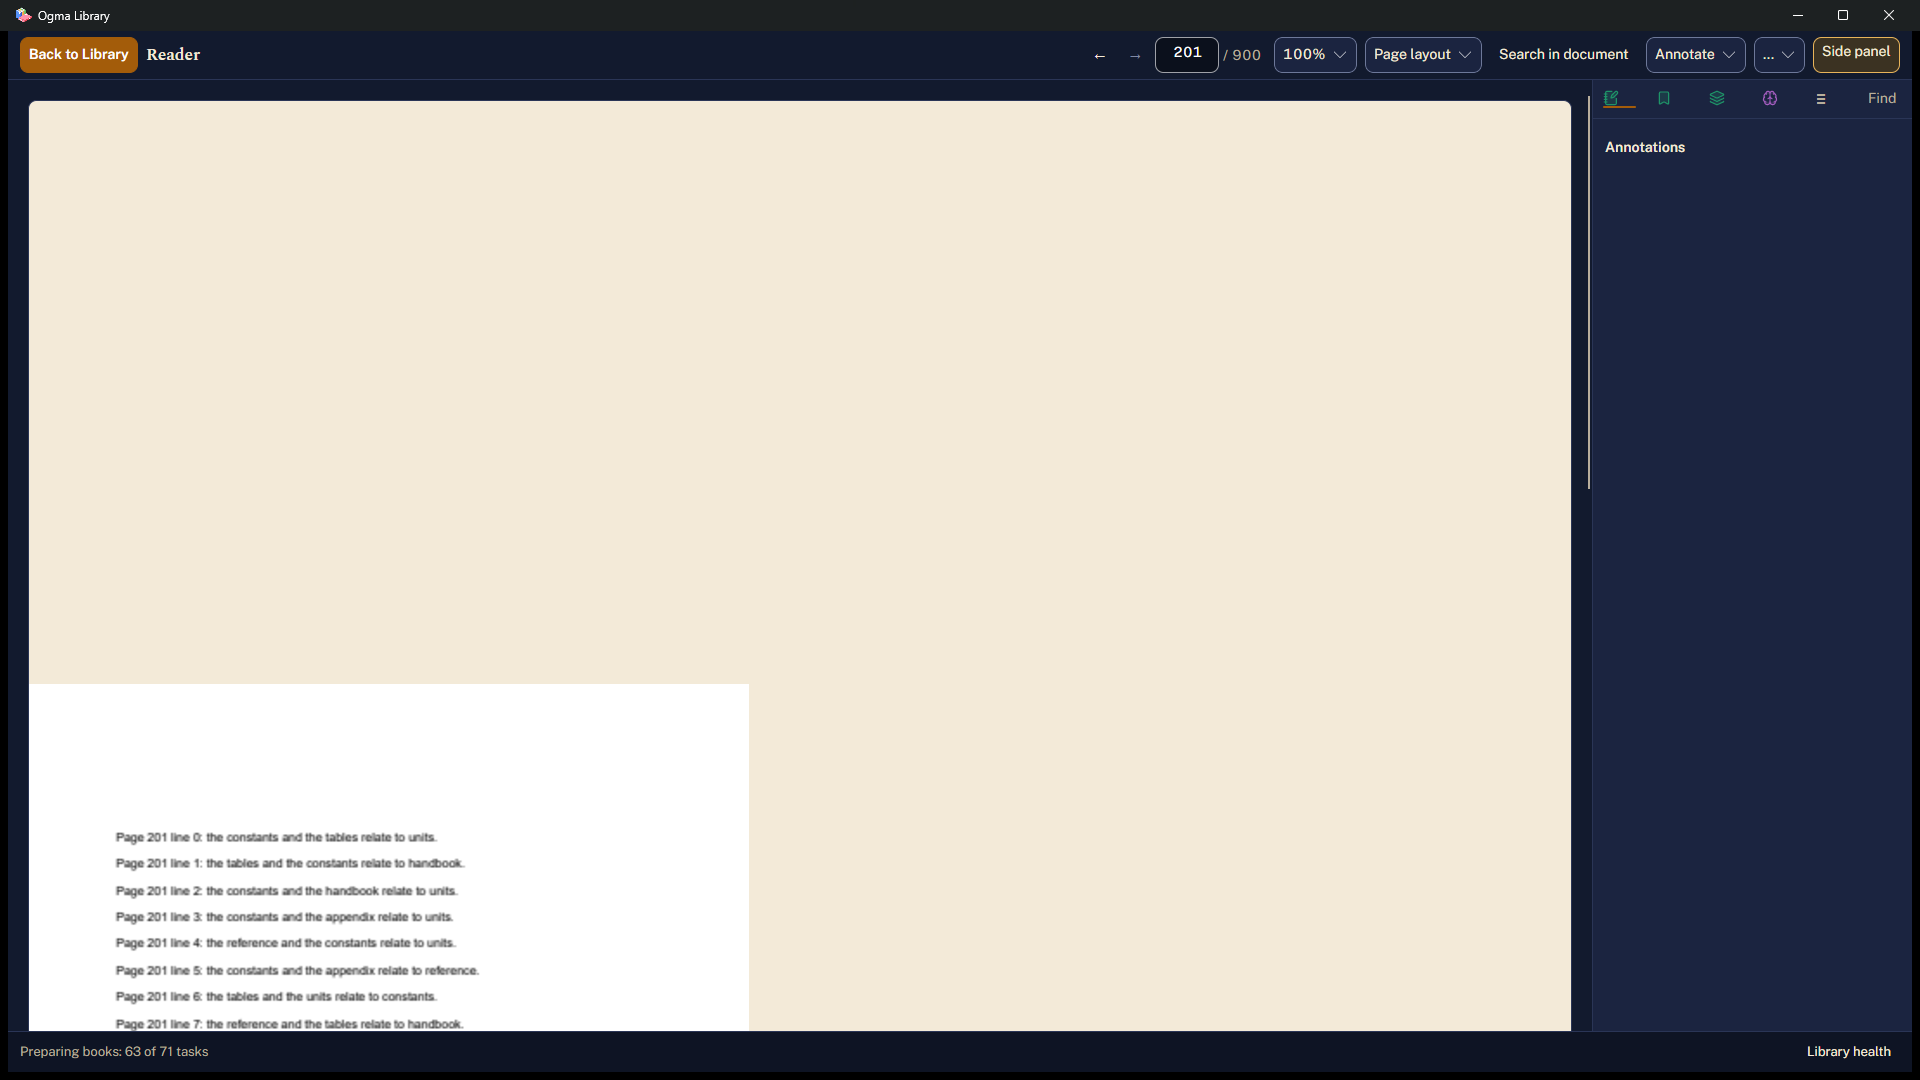 Ogma Library
Back to Library Reader ← → 201 / 900 100% Page layout Search in document Annotate ... Side panel
Find
Annotations
Page 201 line 0: the constants and the tables relate to units.
Page 201 line 1: the tables and the constants relate to handbook.
Page 201 line 2: the constants and the handbook relate to units.
Page 201 line 3: the constants and the appendix relate to units.
Page 201 line 4: the reference and the constants relate to units.
Page 201 line 5: the constants and the appendix relate to reference.
Page 201 line 6: the tables and the units relate to constants.
Page 201 line 7: the reference and the tables relate to handbook.
Preparing books: 63 of 71 tasks Library health